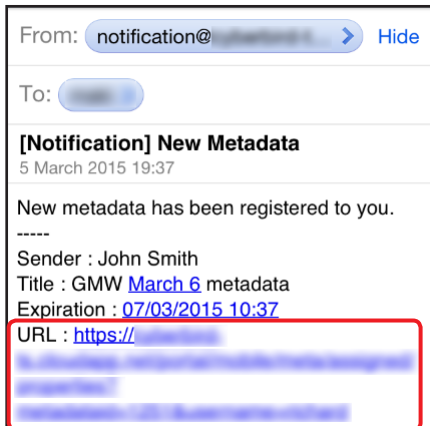 From: notification@ Hide
To:
[Notification] New Metadata
5 March 2015 19:37
New metadata has been registered to you.
-----
Sender : John Smith
Title : GMW March 6 metadata
Expiration : 07/03/2015 10:37
URL : https://